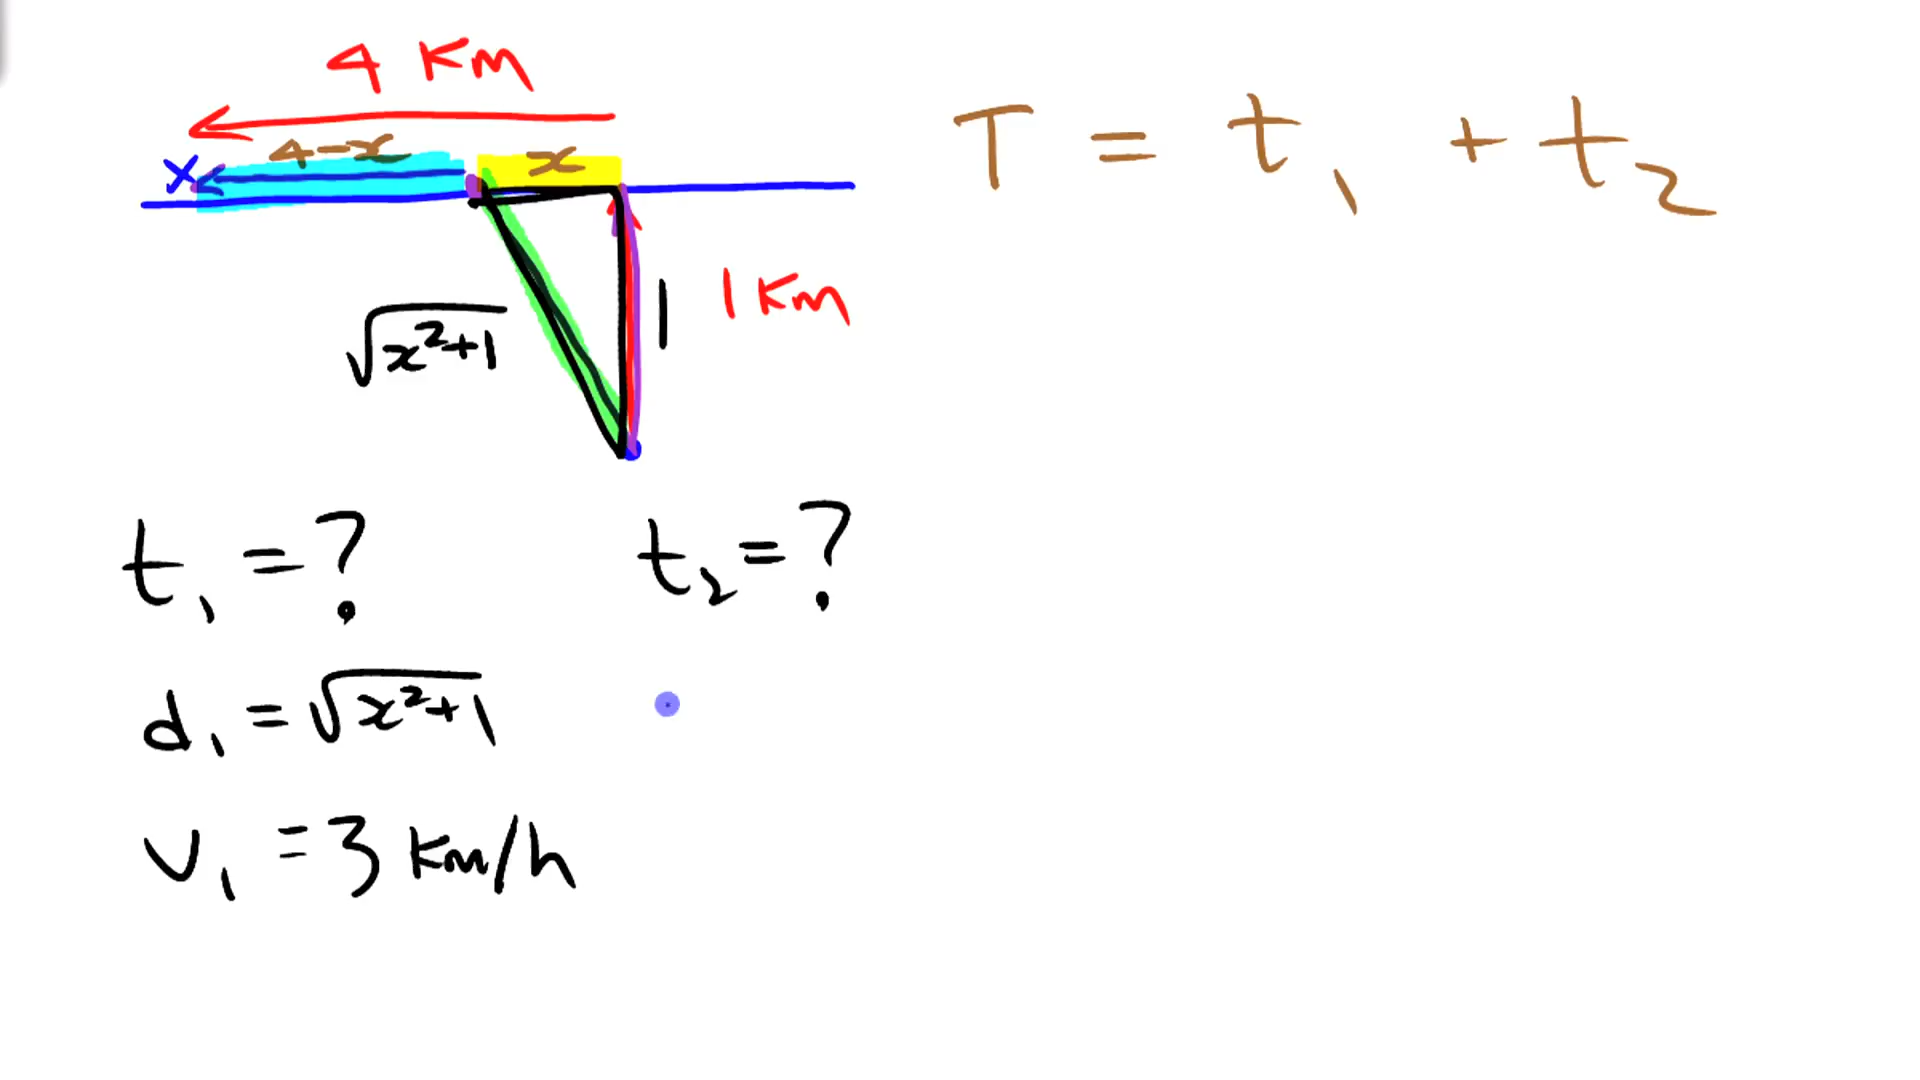 4 Km
T = t₁ + t₂
4-x
x
x
1 Km
1
√x²+1
t₁ = ?
t₂ = ?
d₁ = √x²+1
v₁ = 3 Km/h